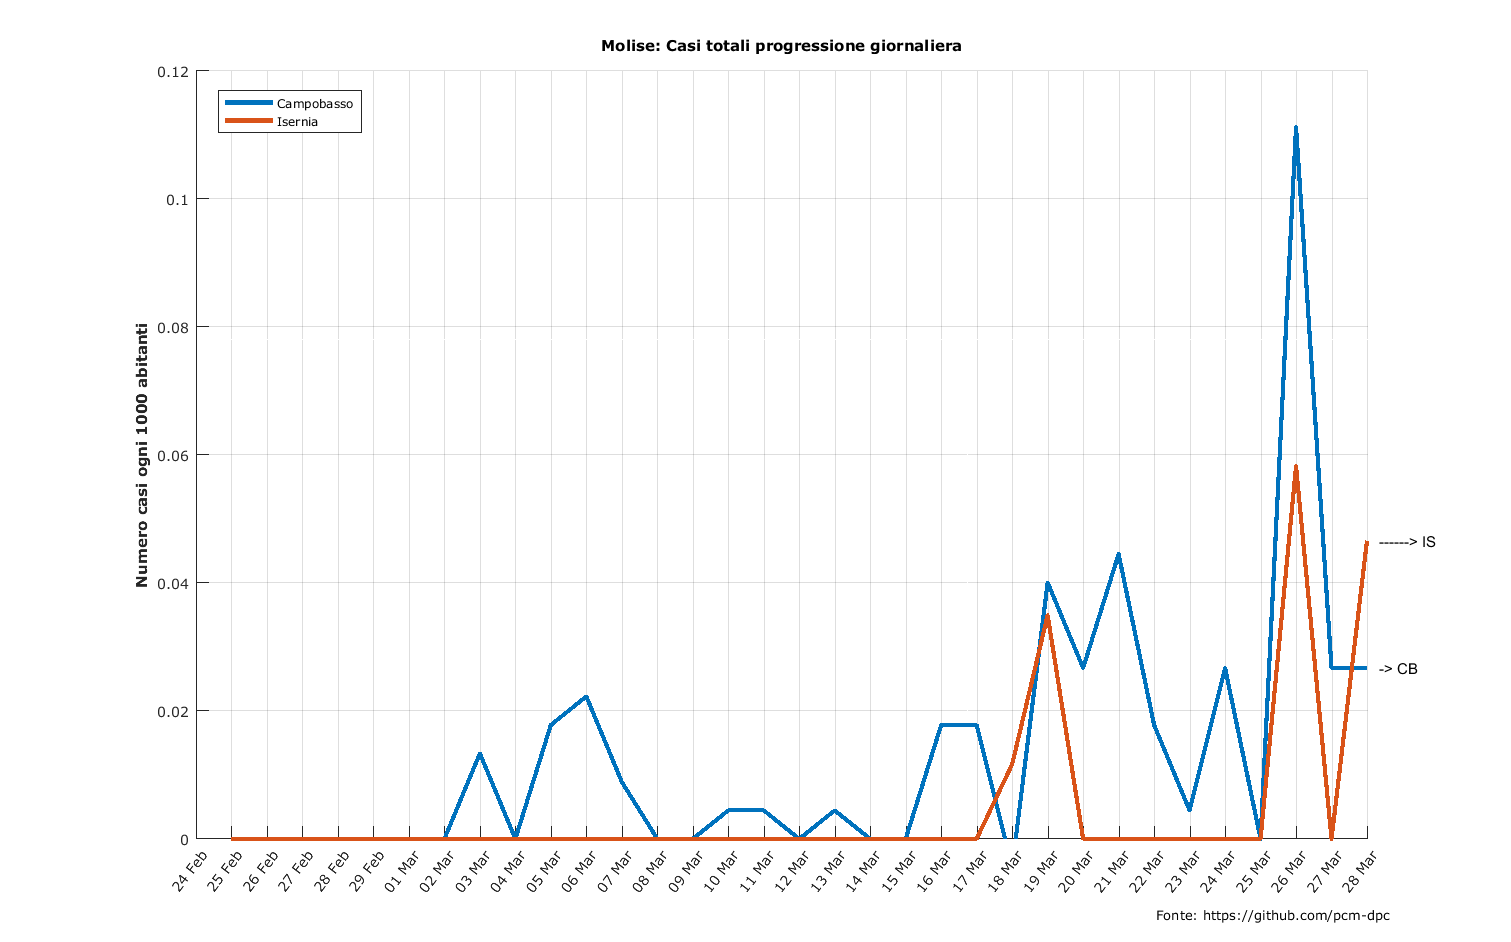 Molise: Casi totali progressione giornaliera
0.12
0.1
0.08
0.06
0.04
0.02
0
Numero casi ogni 1000 abitanti
Campobasso
Isernia
------> IS
-> CB
24 Feb
25 Feb
26 Feb
27 Feb
28 Feb
29 Feb
01 Mar
02 Mar
03 Mar
04 Mar
05 Mar
06 Mar
07 Mar
08 Mar
09 Mar
10 Mar
11 Mar
12 Mar
13 Mar
14 Mar
15 Mar
16 Mar
17 Mar
18 Mar
19 Mar
20 Mar
21 Mar
22 Mar
23 Mar
24 Mar
25 Mar
26 Mar
27 Mar
28 Mar
Fonte: https://github.com/pcm-dpc